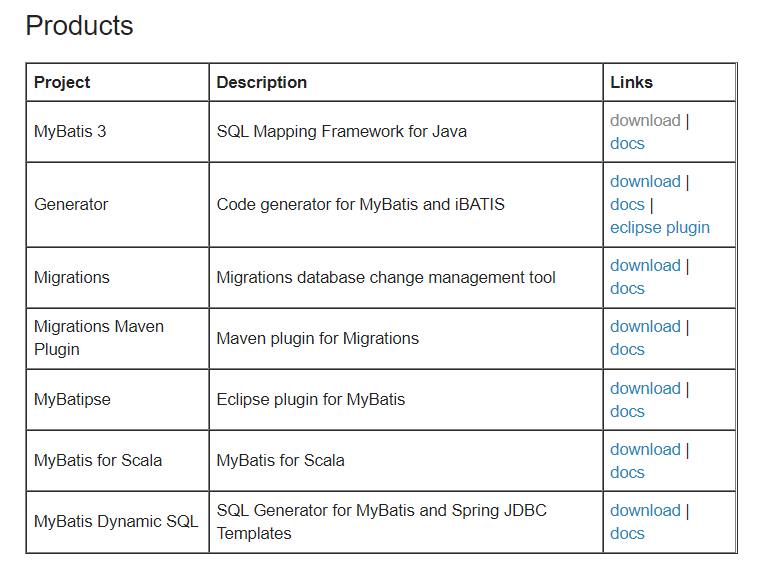 Products
Project Description Links
MyBatis 3 SQL Mapping Framework for Java download |
docs
Generator Code generator for MyBatis and iBATIS download |
docs |
eclipse plugin
Migrations Migrations database change management tool download |
docs
Migrations Maven
Plugin Maven plugin for Migrations download |
docs
MyBatipse Eclipse plugin for MyBatis download |
docs
MyBatis for Scala MyBatis for Scala download |
docs
MyBatis Dynamic SQL SQL Generator for MyBatis and Spring JDBC
Templates download |
docs